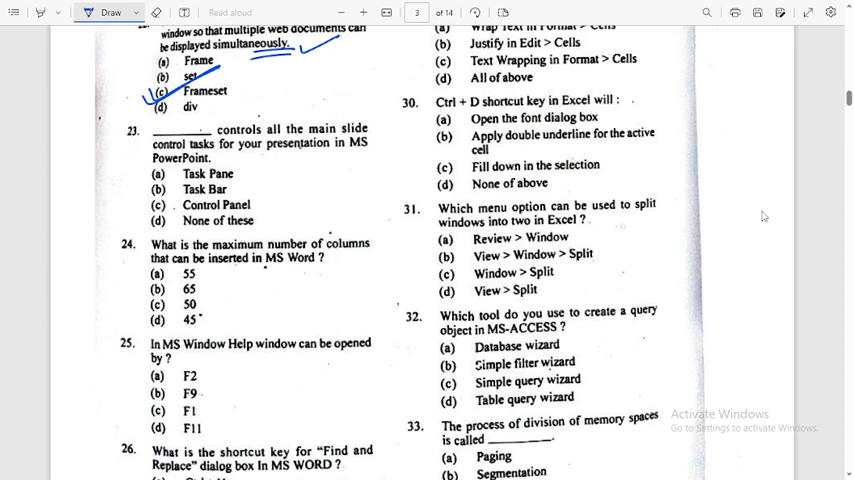 Draw
Read aloud
3
of 14
window so that multiple web documents can
be displayed simultaneously.
(a) Frame
(b) set
(c) Frameset
(d) div
23. ________ controls all the main slide
control tasks for your presentation in MS
PowerPoint.
(a) Task Pane
(b) Task Bar
(c) Control Panel
(d) None of these
24. What is the maximum number of columns
that can be inserted in MS Word ?
(a) 55
(b) 65
(c) 50
(d) 45
25. In MS Window Help window can be opened
by ?
(a) F2
(b) F9
(c) F1
(d) F11
26. What is the shortcut key for "Find and
Replace" dialog box In MS WORD ?
(a) Wrap Text in Format > Cells
(b) Justify in Edit > Cells
(c) Text Wrapping in Format > Cells
(d) All of above
30. Ctrl + D shortcut key in Excel will :
(a) Open the font dialog box
(b) Apply double underline for the active
cell
(c) Fill down in the selection
(d) None of above
31. Which menu option can be used to split
windows into two in Excel ?
(a) Review > Window
(b) View > Window > Split
(c) Window > Split
(d) View > Split
32. Which tool do you use to create a query
object in MS-ACCESS ?
(a) Database wizard
(b) Simple filter wizard
(c) Simple query wizard
(d) Table query wizard
33. The process of division of memory spaces
is called ________.
(a) Paging
(b) Segmentation
Activate Windows
Go to Settings to activate Windows.